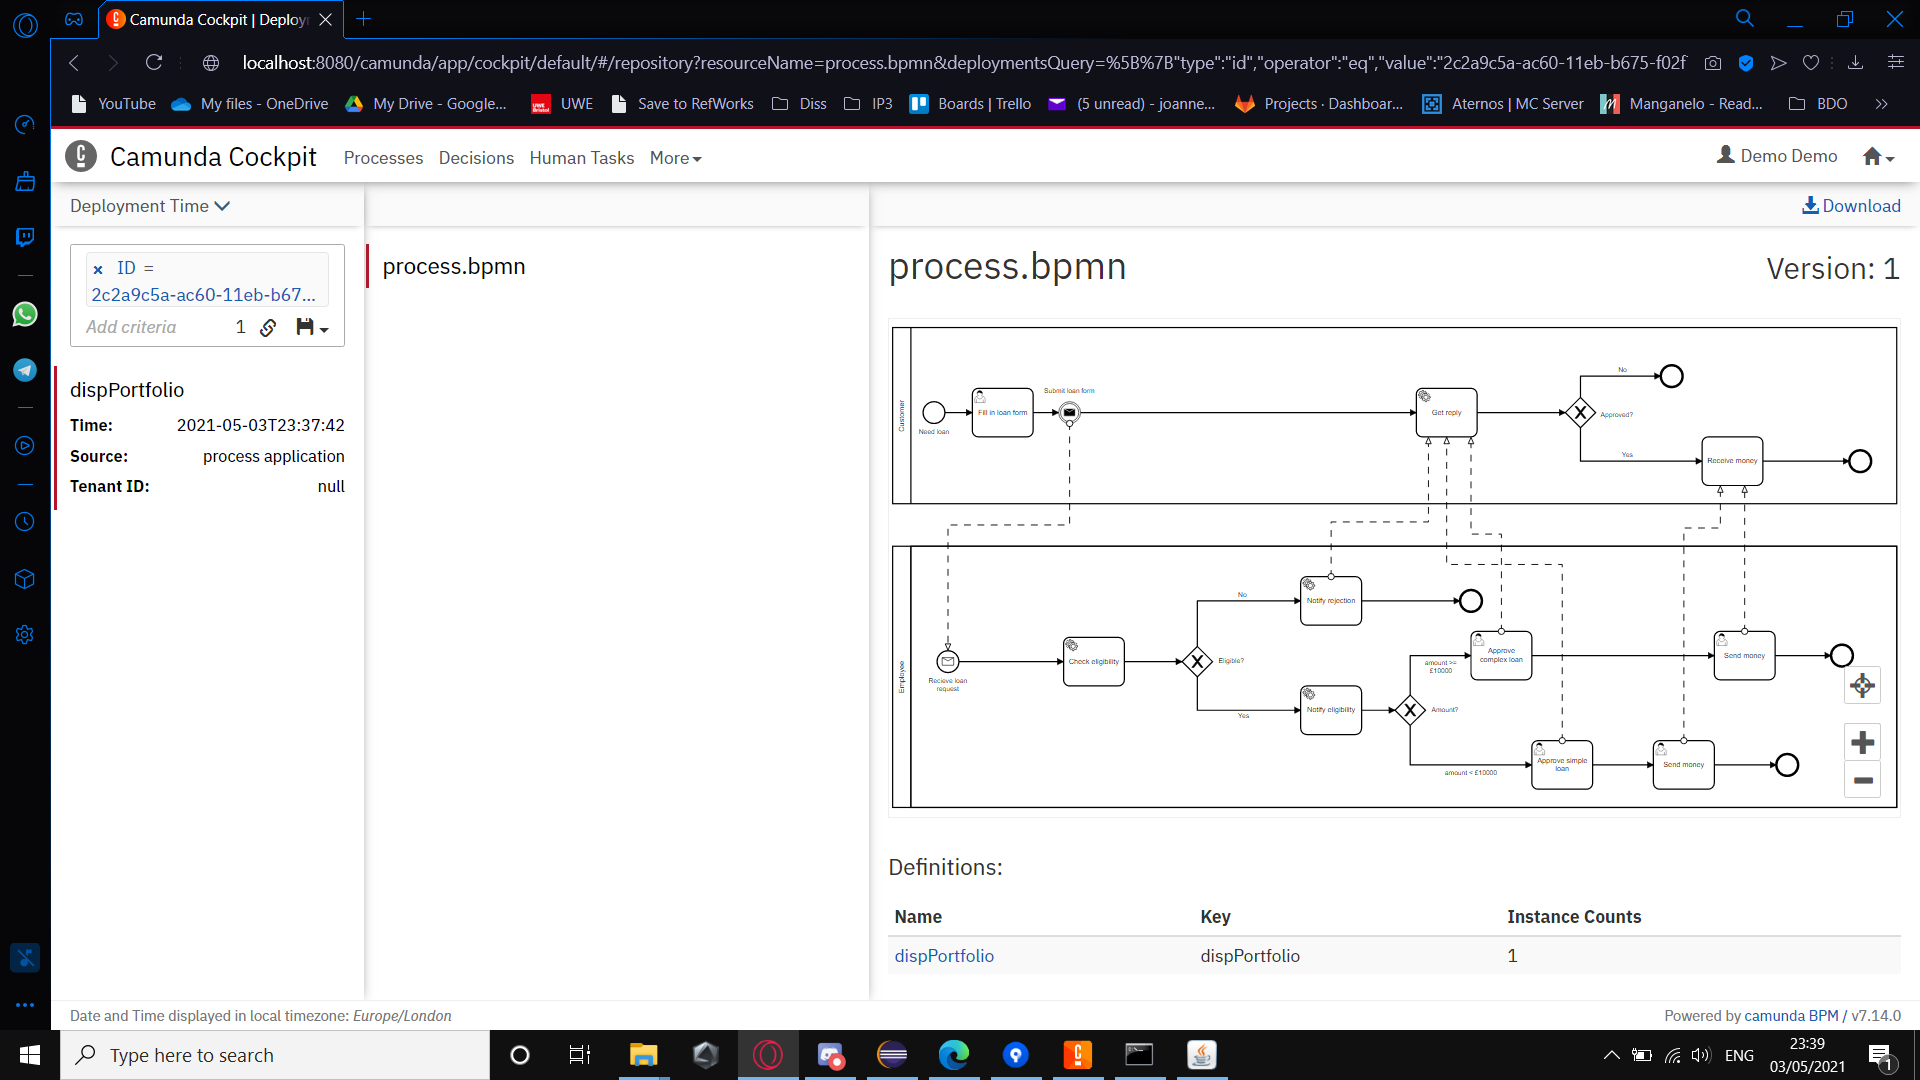 Camunda Cockpit | Deploy
localhost:8080/camunda/app/cockpit/default/#/repository?resourceName=process.bpmn&deploymentsQuery=%5B%7B"type":"id","operator":"eq","value":"2c2a9c5a-ac60-11eb-b675-f02f
YouTube My files - OneDrive My Drive - Google... UWE Save to RefWorks Diss IP3 Boards | Trello (5 unread) - joanne... Projects · Dashboar... Aternos | MC Server Manganelo - Read... BDO »
Camunda Cockpit Processes Decisions Human Tasks More Demo Demo
Deployment Time Download
ID =
2c2a9c5a-ac60-11eb-b67...
Add criteria 1
dispPortfolio
Time: 2021-05-03T23:37:42
Source: process application
Tenant ID: null
process.bpmn
process.bpmn Version: 1
Customer
Need loan
Fill in loan form
Submit loan form
Get reply
Approved?
No
Yes
Receive money
Employee
Recieve loan
request
Check eligibility
Eligible?
No
Notify rejection
Yes
Notify eligibility
Amount?
amount >=
£10000
Approve
complex loan
Send money
amount < £10000
Approve simple
loan
Send money
Definitions:
Name Key Instance Counts
dispPortfolio dispPortfolio 1
Date and Time displayed in local timezone: Europe/London Powered by camunda BPM / v7.14.0
Type here to search
ENG
23:39
03/05/2021
1